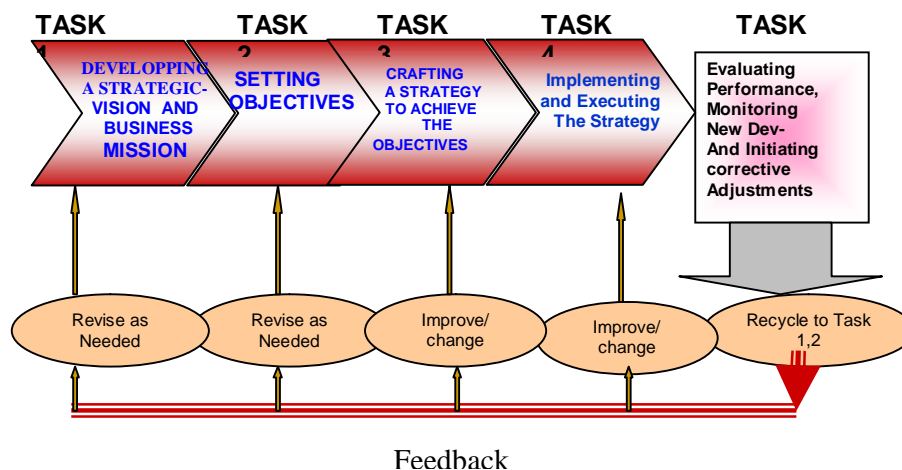 TASK
1
TASK
2
TASK
3
TASK
4
TASK
DEVELOPPING
A STRATEGIC-
VISION AND
BUSINESS
MISSION
SETTING
OBJECTIVES
CRAFTING
A STRATEGY
TO ACHIEVE
THE
OBJECTIVES
Implementing
and Executing
The Strategy
Evaluating
Performance,
Monitoring
New Dev-
And Initiating
corrective
Adjustments
Revise as
Needed
Revise as
Needed
Improve/
change
Improve/
change
Recycle to Task
1,2
Feedback